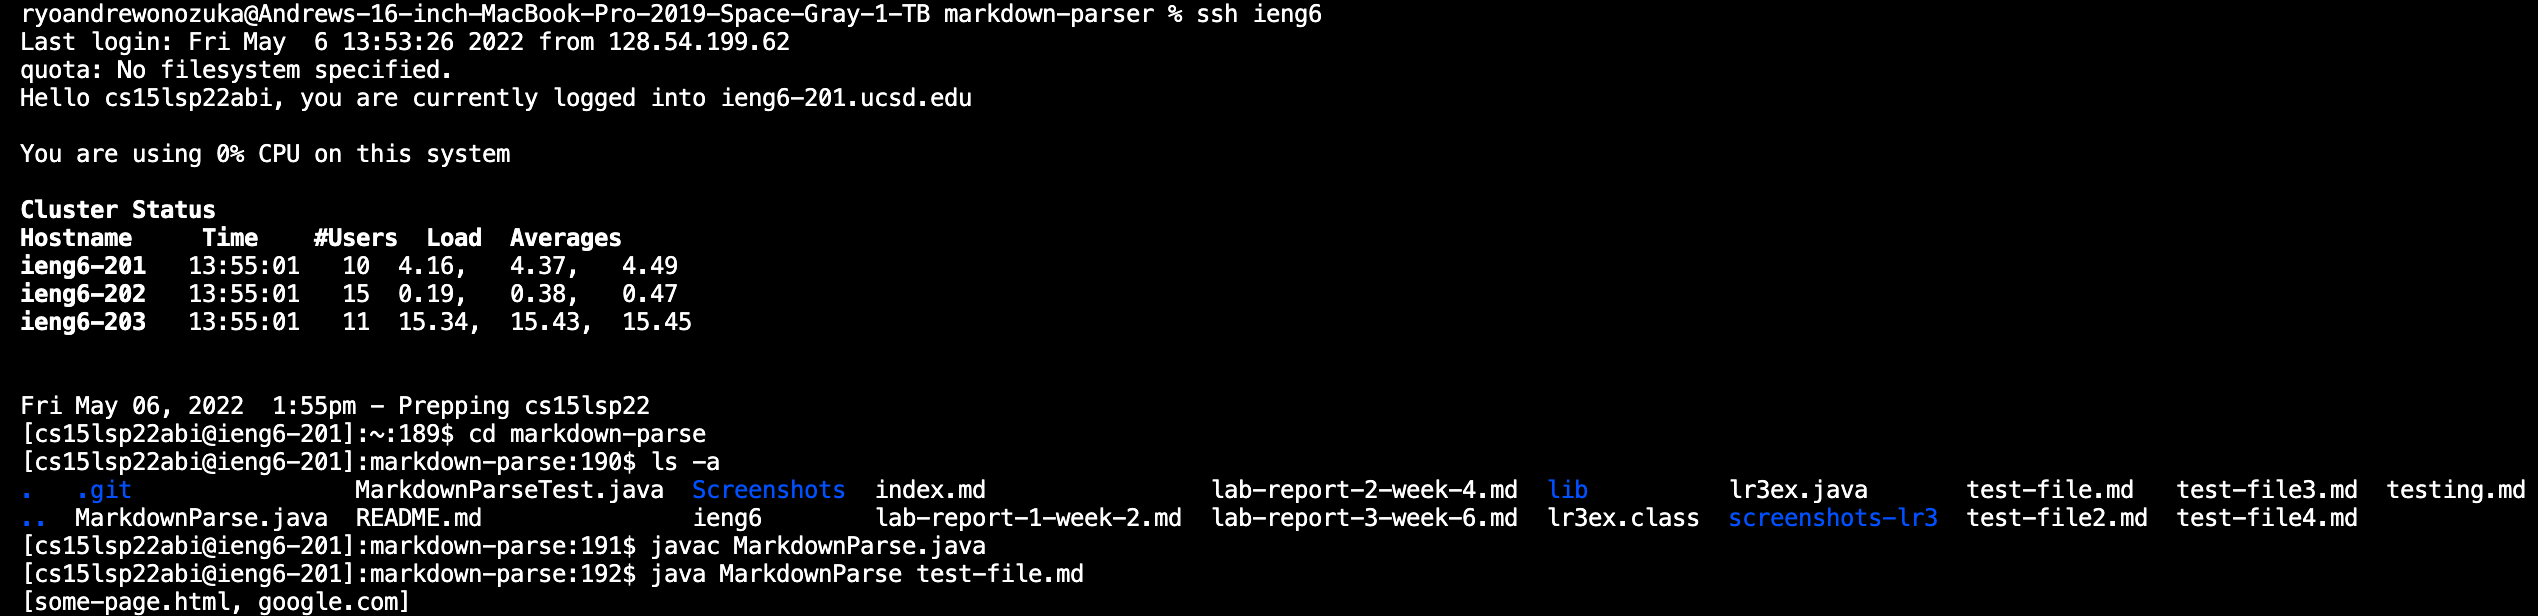 ryoandrewonozuka@Andrews-16-inch-MacBook-Pro-2019-Space-Gray-1-TB markdown-parser % ssh ieng6
Last login: Fri May  6 13:53:26 2022 from 128.54.199.62
quota: No filesystem specified.
Hello cs15lsp22abi, you are currently logged into ieng6-201.ucsd.edu
You are using 0% CPU on this system
Cluster Status
Hostname     Time    #Users  Load  Averages
ieng6-201   13:55:01   10  4.16,   4.37,   4.49
ieng6-202   13:55:01   15  0.19,   0.38,   0.47
ieng6-203   13:55:01   11  15.34,  15.43,  15.45
Fri May 06, 2022  1:55pm - Prepping cs15lsp22
[cs15lsp22abi@ieng6-201]:~:189$ cd markdown-parse
[cs15lsp22abi@ieng6-201]:markdown-parse:190$ ls -a
.   .git                MarkdownParseTest.java  Screenshots  index.md                lab-report-2-week-4.md  lib          lr3ex.java       test-file.md   test-file3.md  testing.md
..  MarkdownParse.java  README.md               ieng6        lab-report-1-week-2.md  lab-report-3-week-6.md  lr3ex.class  screenshots-lr3  test-file2.md  test-file4.md
[cs15lsp22abi@ieng6-201]:markdown-parse:191$ javac MarkdownParse.java
[cs15lsp22abi@ieng6-201]:markdown-parse:192$ java MarkdownParse test-file.md
[some-page.html, google.com]